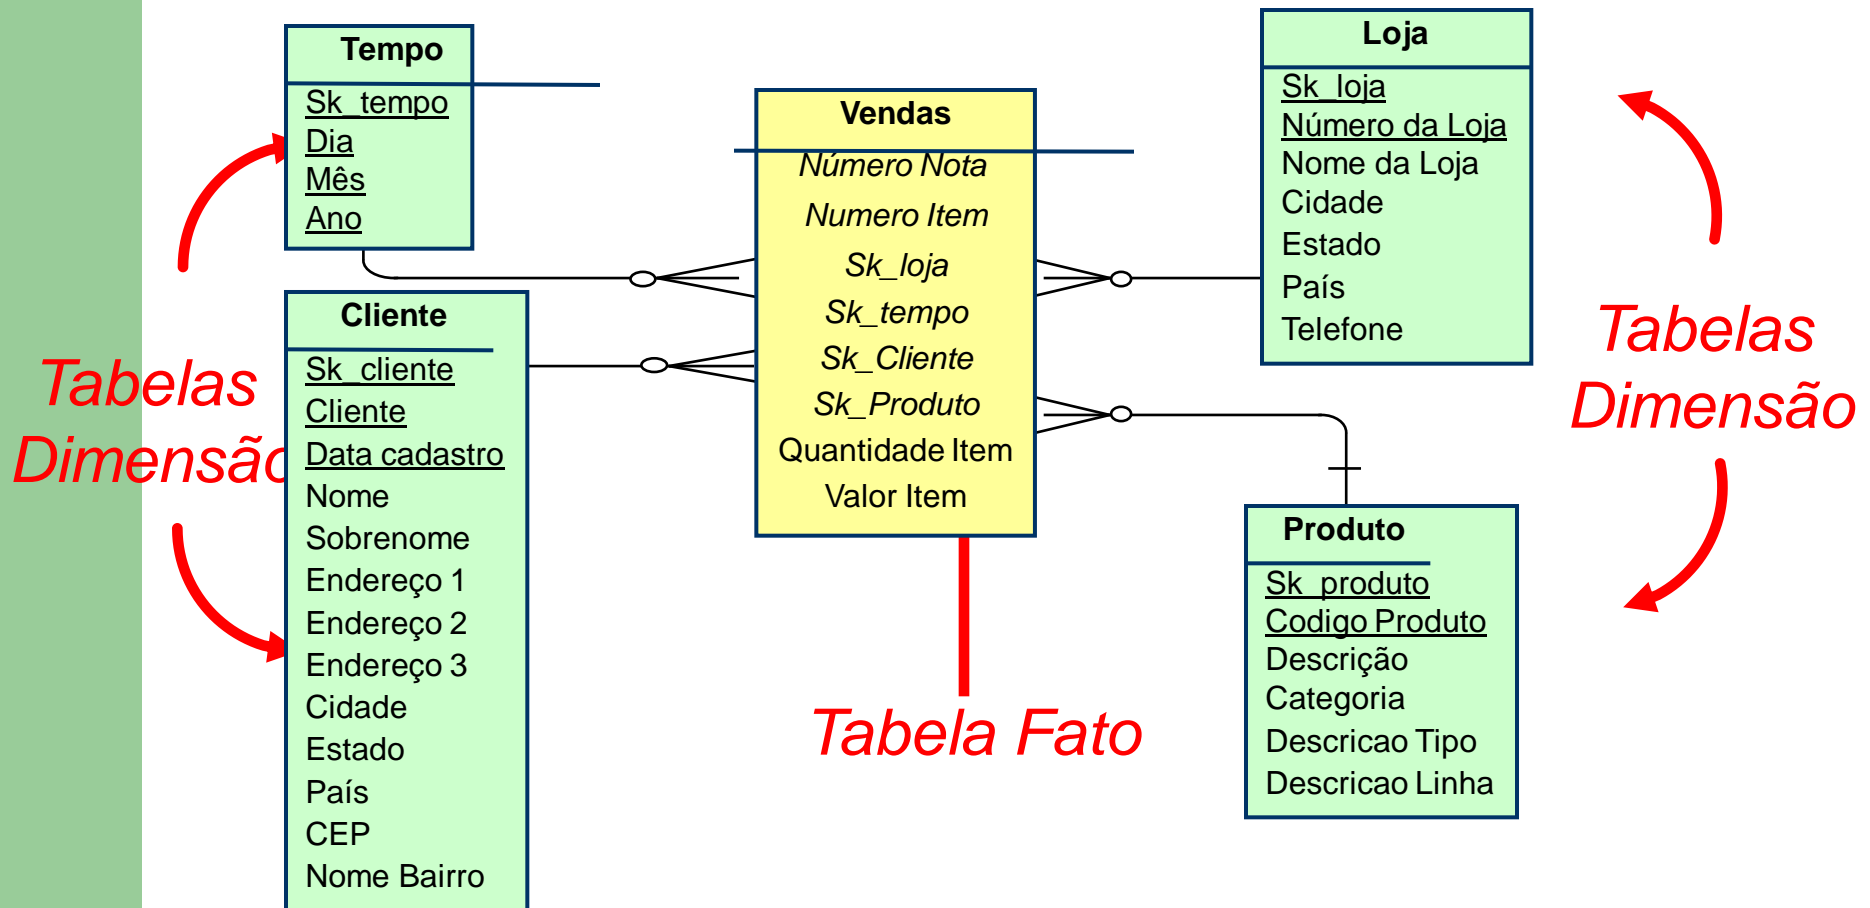 Tempo
Sk_tempo
Dia
Mês
Ano
Cliente
Sk_cliente
Cliente
Data cadastro
Nome
Sobrenome
Endereço 1
Endereço 2
Endereço 3
Cidade
Estado
País
CEP
Nome Bairro
Tabelas
Dimensão
Vendas
Número Nota
Numero Item
Sk_loja
Sk_tempo
Sk_Cliente
Sk_Produto
Quantidade Item
Valor Item
Tabela Fato
Loja
Sk_loja
Número da Loja
Nome da Loja
Cidade
Estado
País
Telefone
Produto
Sk_produto
Codigo Produto
Descrição
Categoria
Descricao Tipo
Descricao Linha
Tabelas
Dimensão